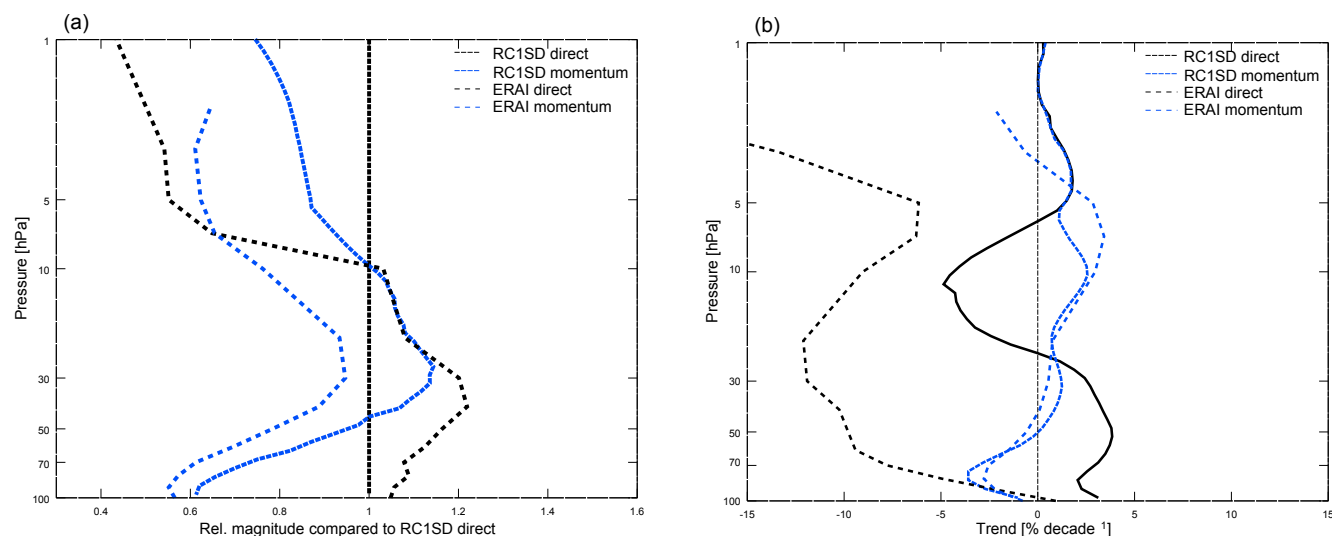 (a)
1
5
10
30
50
70
100
Pressure [hPa]
RC1SD direct
RC1SD momentum
ERAI direct
ERAI momentum
0.4 0.6 0.8 1 1.2 1.4 1.6
Rel. magnitude compared to RC1SD direct
(b)
1
5
10
30
50
70
100
Pressure [hPa]
RC1SD direct
RC1SD momentum
ERAI direct
ERAI momentum
-15 -10 -5 0 5 10 15
Trend [% decade ¹]